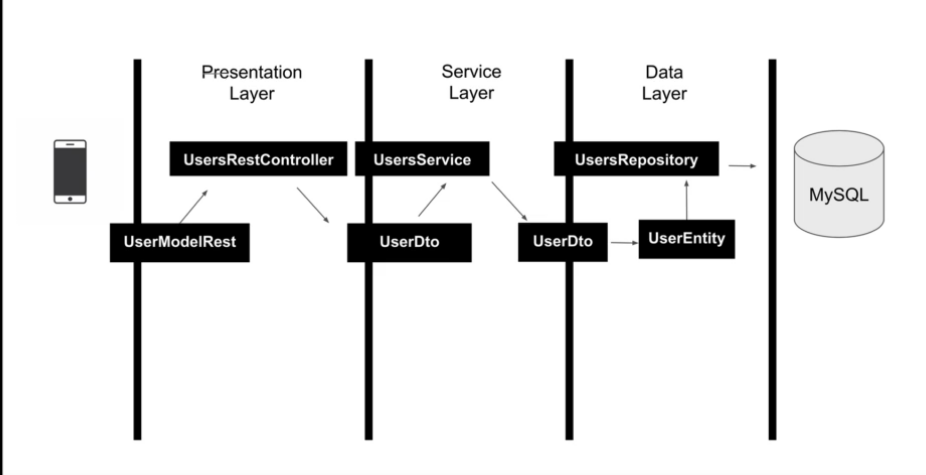 Presentation
Layer
Service
Layer
Data
Layer
UsersRestController
UsersService
UsersRepository
MySQL
UserModelRest
UserDto
UserDto
UserEntity